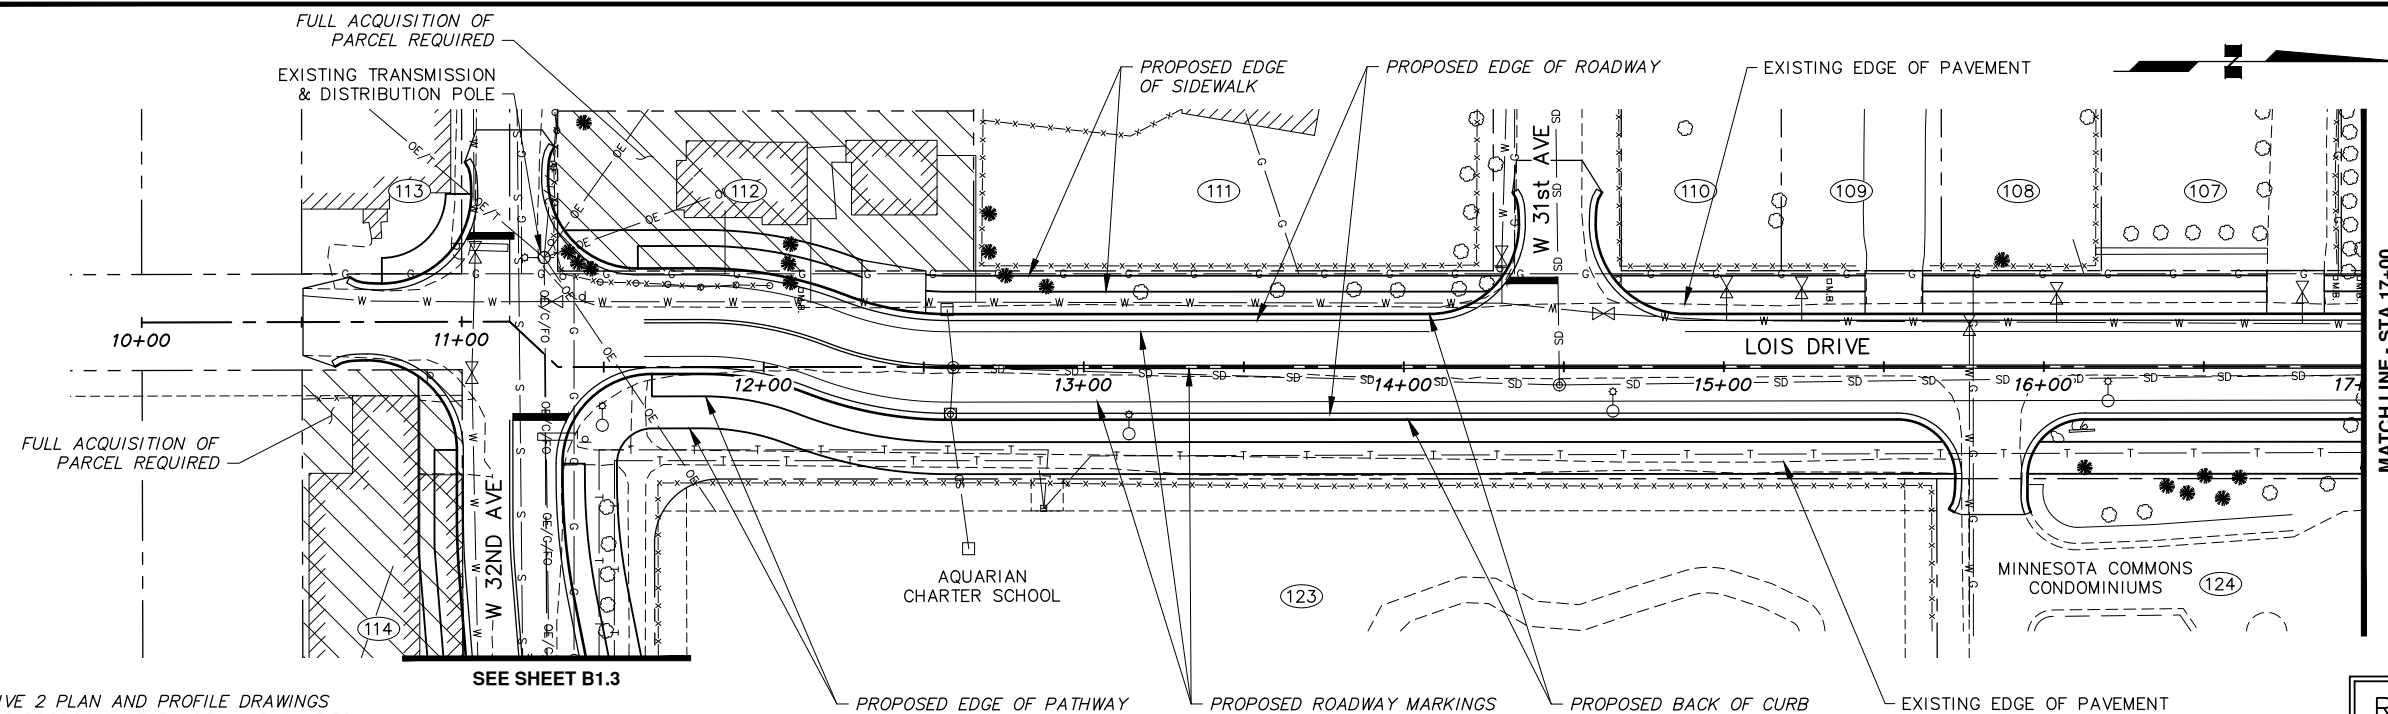 FULL ACQUISITION OF
PARCEL REQUIRED
EXISTING TRANSMISSION
& DISTRIBUTION POLE
PROPOSED EDGE
OF SIDEWALK
PROPOSED EDGE OF ROADWAY
EXISTING EDGE OF PAVEMENT
113
112
111
W 31st AVE
110
109
108
107
10+00
11+00
12+00
13+00
14+00
15+00
16+00
17+
LOIS DRIVE
MATCH LINE - STA 17+00
FULL ACQUISITION OF
PARCEL REQUIRED
W 32ND AVE
114
AQUARIAN
CHARTER SCHOOL
123
MINNESOTA COMMONS
CONDOMINIUMS
124
SEE SHEET B1.3
IVE 2 PLAN AND PROFILE DRAWINGS
PROPOSED EDGE OF PATHWAY
PROPOSED ROADWAY MARKINGS
PROPOSED BACK OF CURB
EXISTING EDGE OF PAVEMENT